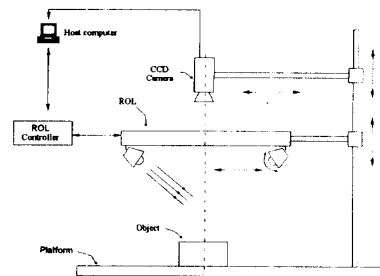 Host computer
CCD
Camera
ROL
ROL
Controller
Object
Platform